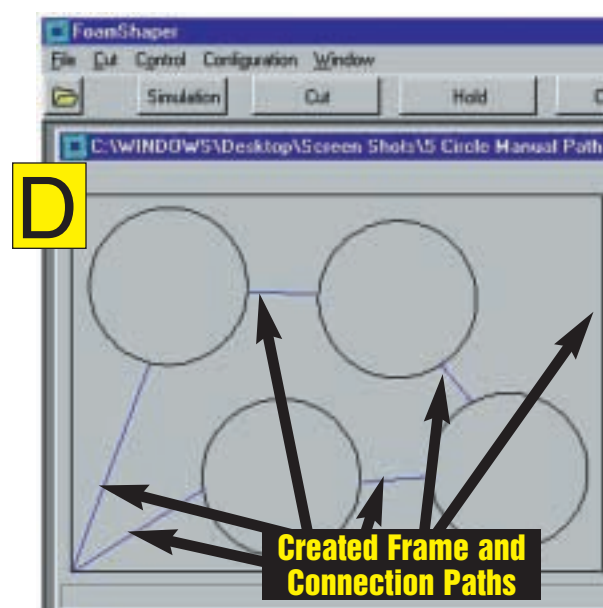 FoamShaper
File Cut Control Configuration Window
Simulation Cut Hold
C:\WINDOWS\Desktop\Screen Shots\5 Circle Manual Path
D
Created Frame and
Connection Paths